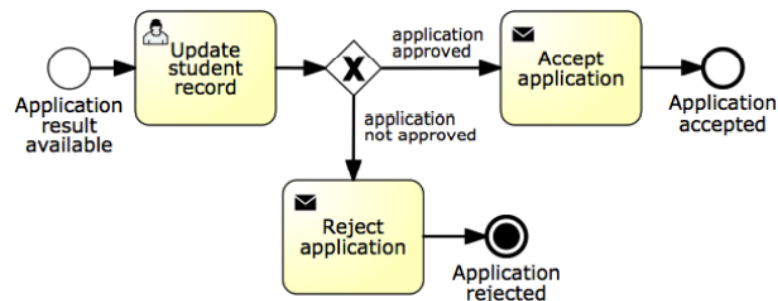 Application
result
available
Update
student
record
application
approved
application
not approved
Accept
application
Application
accepted
Reject
application
Application
rejected